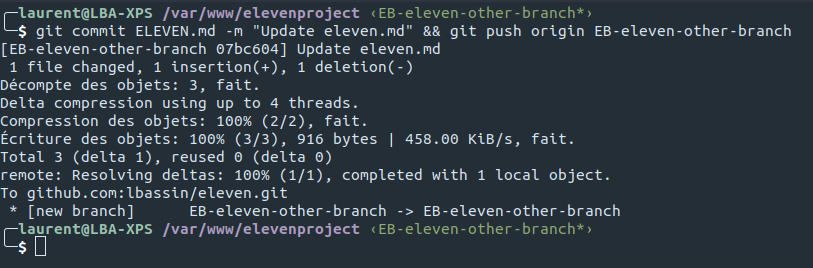 laurent@LBA-XPS /var/www/elevenproject ‹EB-eleven-other-branch*›
$ git commit ELEVEN.md -m "Update eleven.md" && git push origin EB-eleven-other-branch
[EB-eleven-other-branch 07bc604] Update eleven.md
1 file changed, 1 insertion(+), 1 deletion(-)
Décompte des objets: 3, fait.
Delta compression using up to 4 threads.
Compression des objets: 100% (2/2), fait.
Écriture des objets: 100% (3/3), 916 bytes | 458.00 KiB/s, fait.
Total 3 (delta 1), reused 0 (delta 0)
remote: Resolving deltas: 100% (1/1), completed with 1 local object.
To github.com:lbassin/eleven.git
* [new branch]      EB-eleven-other-branch -> EB-eleven-other-branch
laurent@LBA-XPS /var/www/elevenproject ‹EB-eleven-other-branch*›
$